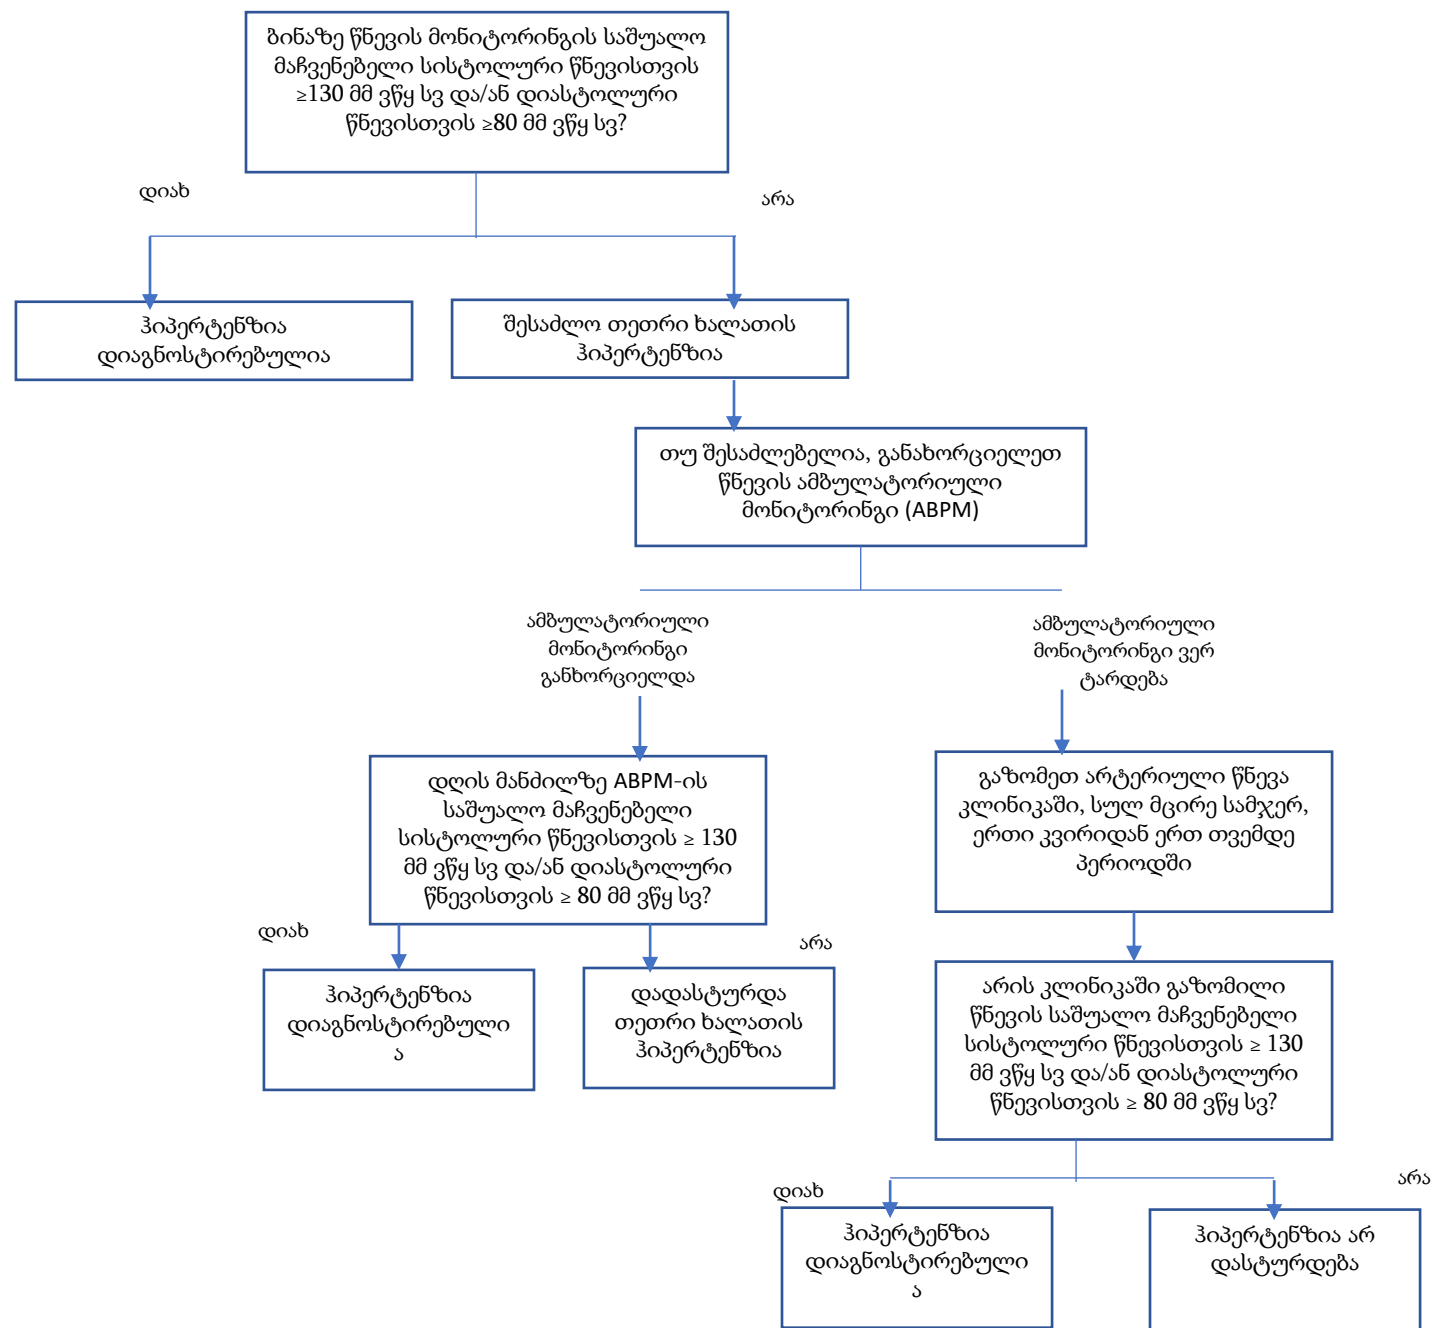 ბინაზე წნევის მონიტორინგის საშუალო
მაჩვენებელი სისტოლური წნევისთვის
≥130 მმ ვწყ სვ და/ან დიასტოლური
წნევისთვის ≥80 მმ ვწყ სვ?
დიახ
არა
ჰიპერტენზია
დიაგნოსტირებულია
შესაძლო თეთრი ხალათის
ჰიპერტენზია
თუ შესაძლებელია, განახორციელეთ
წნევის ამბულატორიული
მონიტორინგი (ABPM)
ამბულატორიული
მონიტორინგი
განხორციელდა
ამბულატორიული
მონიტორინგი ვერ
ტარდება
დღის მანძილზე ABPM-ის
საშუალო მაჩვენებელი
სისტოლური წნევისთვის ≥ 130
მმ ვწყ სვ და/ან დიასტოლური
წნევისთვის ≥ 80 მმ ვწყ სვ?
გაზომეთ არტერიული წნევა
კლინიკაში, სულ მცირე სამჯერ,
ერთი კვირიდან ერთ თვემდე
პერიოდში
დიახ
არა
ჰიპერტენზია
დიაგნოსტირებული
ა
დადასტურდა
თეთრი ხალათის
ჰიპერტენზია
არის კლინიკაში გაზომილი
წნევის საშუალო მაჩვენებელი
სისტოლური წნევისთვის ≥ 130
მმ ვწყ სვ და/ან დიასტოლური
წნევისთვის ≥ 80 მმ ვწყ სვ?
დიახ
არა
ჰიპერტენზია
დიაგნოსტირებული
ა
ჰიპერტენზია არ
დასტურდება